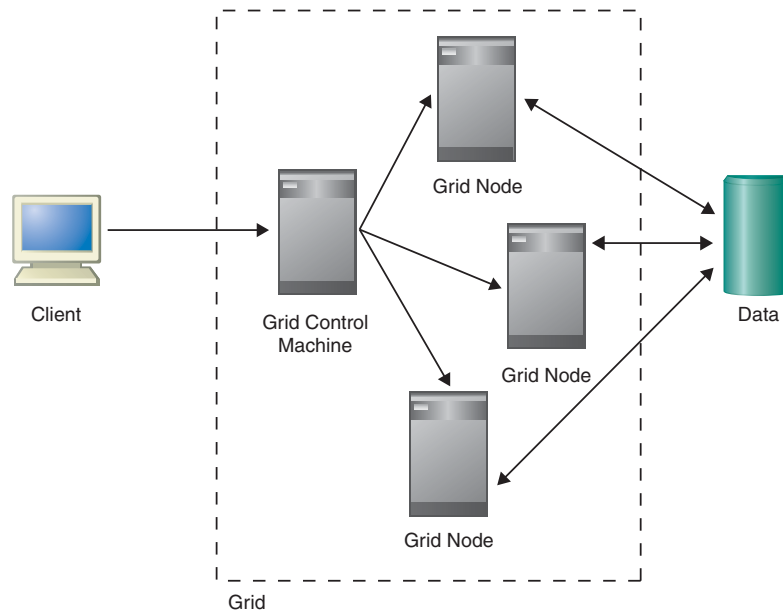 Grid Node
Client
Grid Control
Machine
Data
Grid Node
Grid Node
Grid